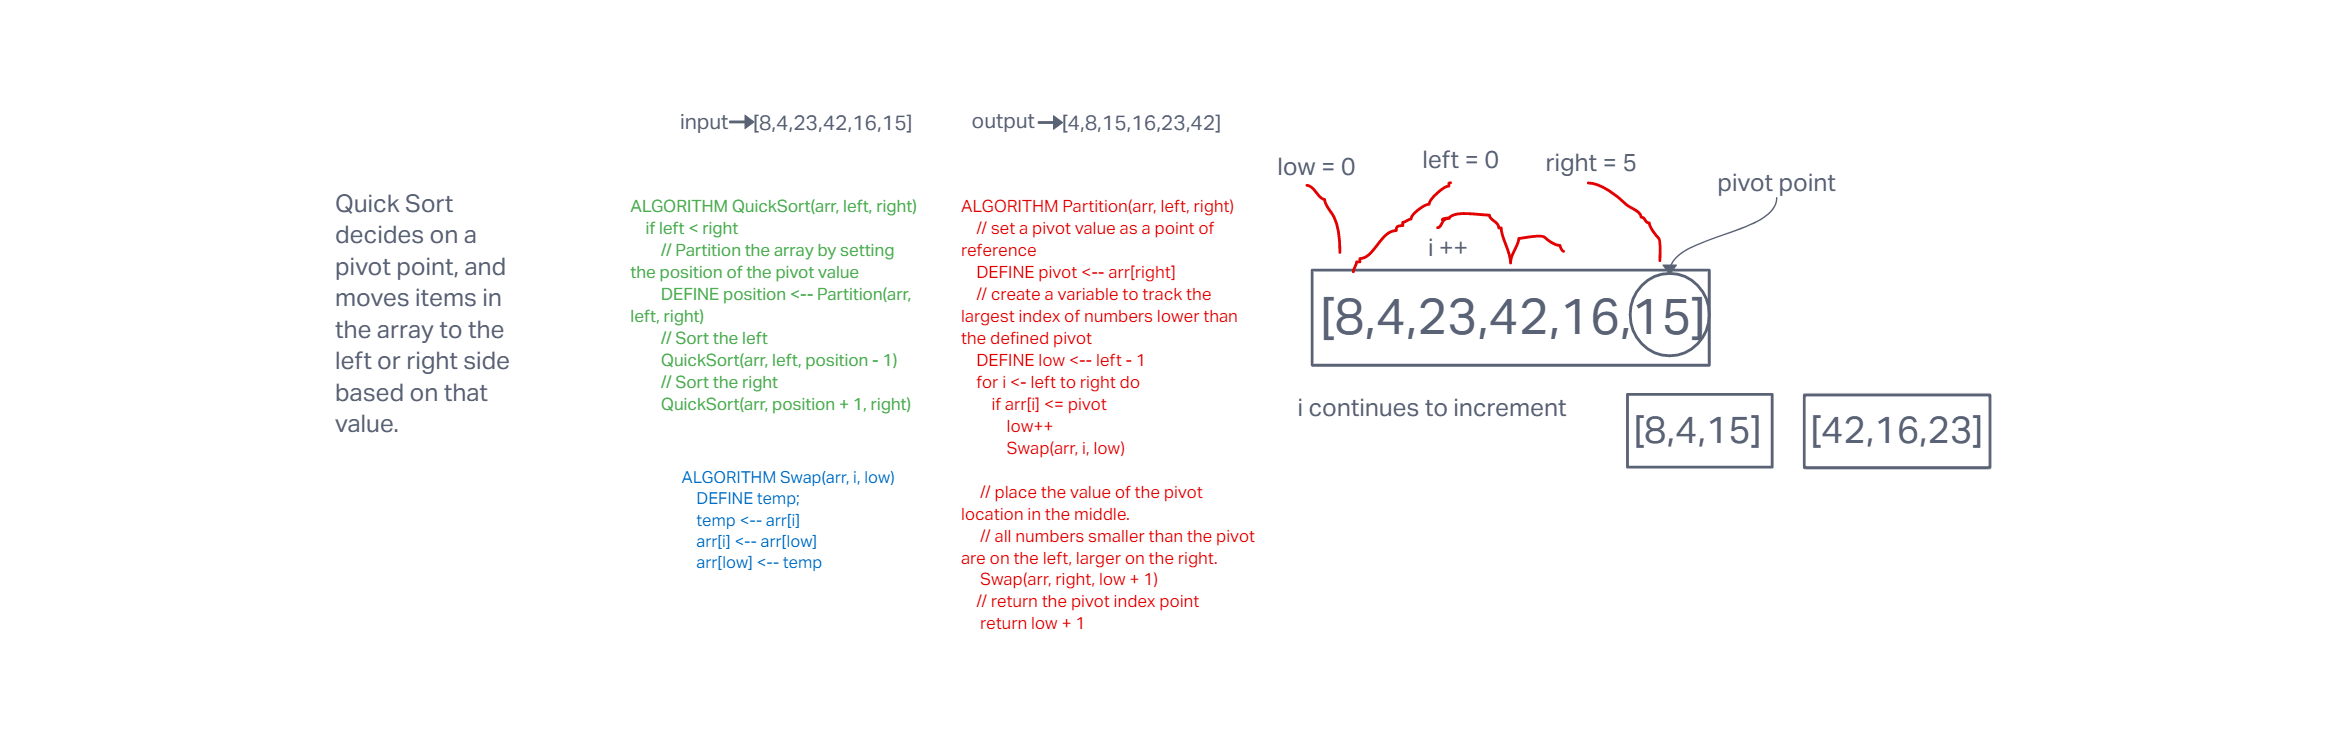 input
[8,4,23,42,16,15]
output
[4,8,15,16,23,42]
Quick Sort
decides on a
pivot point, and
moves items in
the array to the
left or right side
based on that
value.
ALGORITHM QuickSort(arr, left, right)
if left < right
// Partition the array by setting
the position of the pivot value
DEFINE position <-- Partition(arr,
left, right)
// Sort the left
QuickSort(arr, left, position - 1)
// Sort the right
QuickSort(arr, position + 1, right)
ALGORITHM Swap(arr, i, low)
DEFINE temp;
temp <-- arr[i]
arr[i] <-- arr[low]
arr[low] <-- temp
ALGORITHM Partition(arr, left, right)
// set a pivot value as a point of
reference
DEFINE pivot <-- arr[right]
// create a variable to track the
largest index of numbers lower than
the defined pivot
DEFINE low <-- left - 1
for i <- left to right do
if arr[i] <= pivot
low++
Swap(arr, i, low)
// place the value of the pivot
location in the middle.
// all numbers smaller than the pivot
are on the left, larger on the right.
Swap(arr, right, low + 1)
// return the pivot index point
return low + 1
low = 0
left = 0
right = 5
pivot point
i ++
[8,4,23,42,16,15]
i continues to increment
[8,4,15]
[42,16,23]